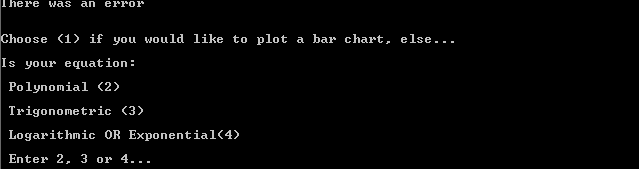 There was an error
Choose (1) if you would like to plot a bar chart, else...
Is your equation:
Polynomial (2)
Trigonometric (3)
Logarithmic OR Exponential(4)
Enter 2, 3 or 4...